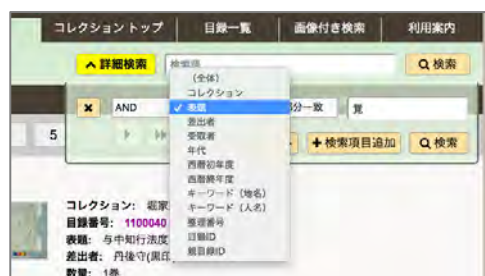 コレクショントップ 目録一覧 画像付き検索 利用案内
詳細検索 検索
(全体)
コレクション
AND 表題 部分一致 覚
差出者
受取者
5 年代 +検索項目追加 検索
西暦初年度
西暦終年度
キーワード(地名)
キーワード(人名)
整理番号
目録ID
親目録ID
コレクション: 堀家
目録番号: 1100040
表題: 与中知行法度
差出者: 丹後守(黒印
数量: 1巻